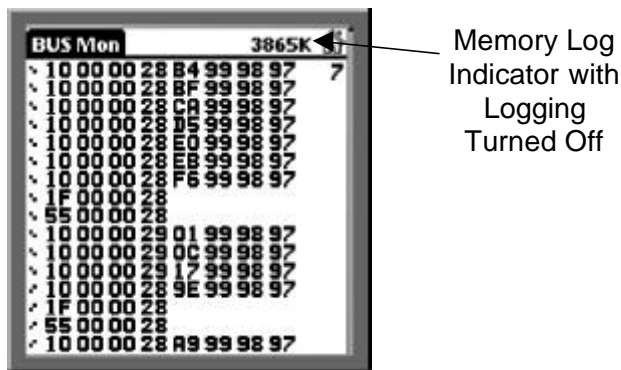 BUS Mon 3865K
10 00 00 28 B4 99 98 97 7
10 00 00 28 BF 99 98 97
10 00 00 28 CA 99 98 97
10 00 00 28 D5 99 98 97
10 00 00 28 E0 99 98 97
10 00 00 28 EB 99 98 97
10 00 00 28 F6 99 98 97
1F 00 00 28
55 00 00 28
10 00 00 29 01 99 98 97
10 00 00 29 0C 99 98 97
10 00 00 29 17 99 98 97
10 00 00 28 9E 99 98 97
1F 00 00 28
55 00 00 28
10 00 00 28 A9 99 98 97
Memory Log
Indicator with
Logging
Turned Off